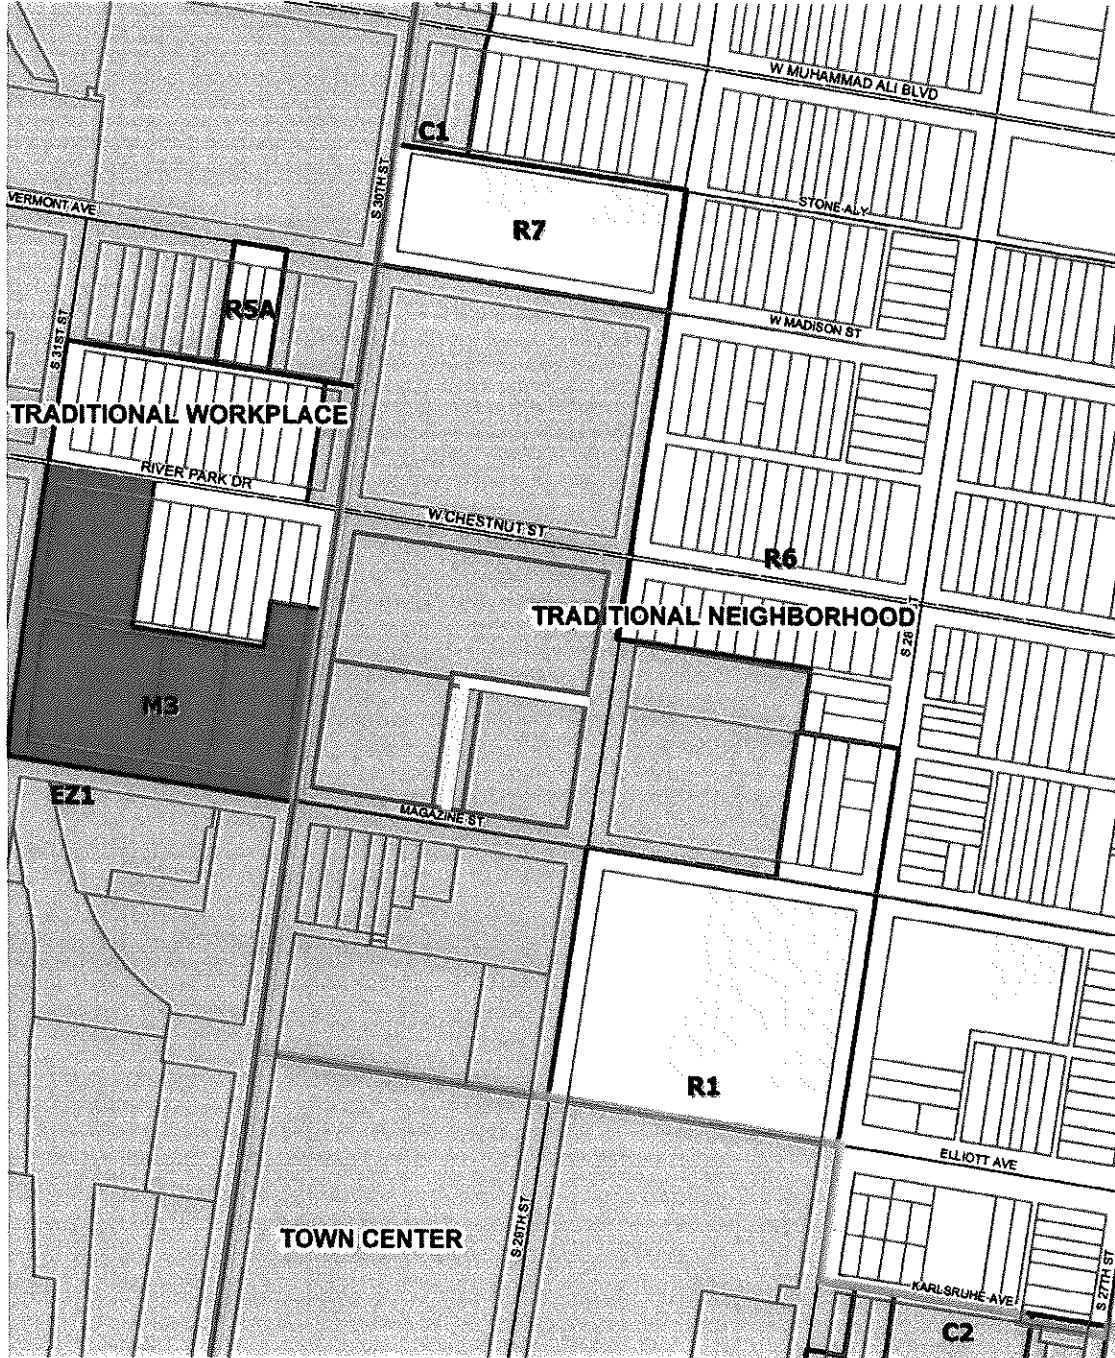 W MUHAMMAD ALI BLVD
C1
S 30TH ST
STONE ALY
VERMONT AVE
R7
R5A
W MADISON ST
S 31ST ST
TRADITIONAL WORKPLACE
RIVER PARK DR
W CHESTNUT ST
R6
TRADITIONAL NEIGHBORHOOD
S 28
M3
EZ1
MAGAZINE ST
R1
ELLIOTT AVE
TOWN CENTER
S 29TH ST
S 27TH ST
KARLSRUHE AVE
C2